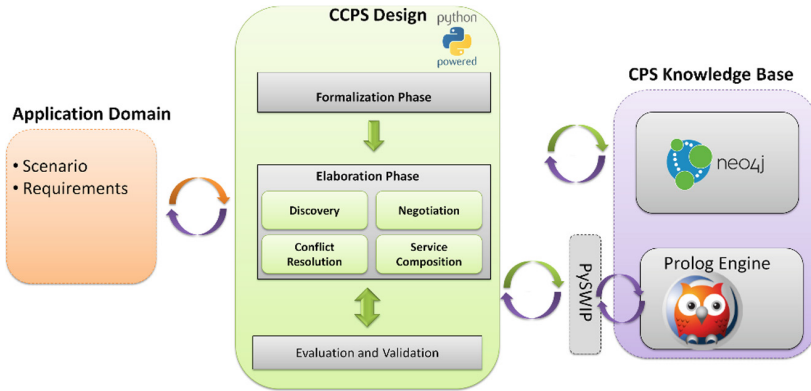 CCPS Design
python
powered
Formalization Phase
CPS Knowledge Base
Application Domain
• Scenario
• Requirements
Elaboration Phase
Discovery
Negotiation
Conflict
Resolution
Service
Composition
neo4j
PySWIP
Prolog Engine
Evaluation and Validation